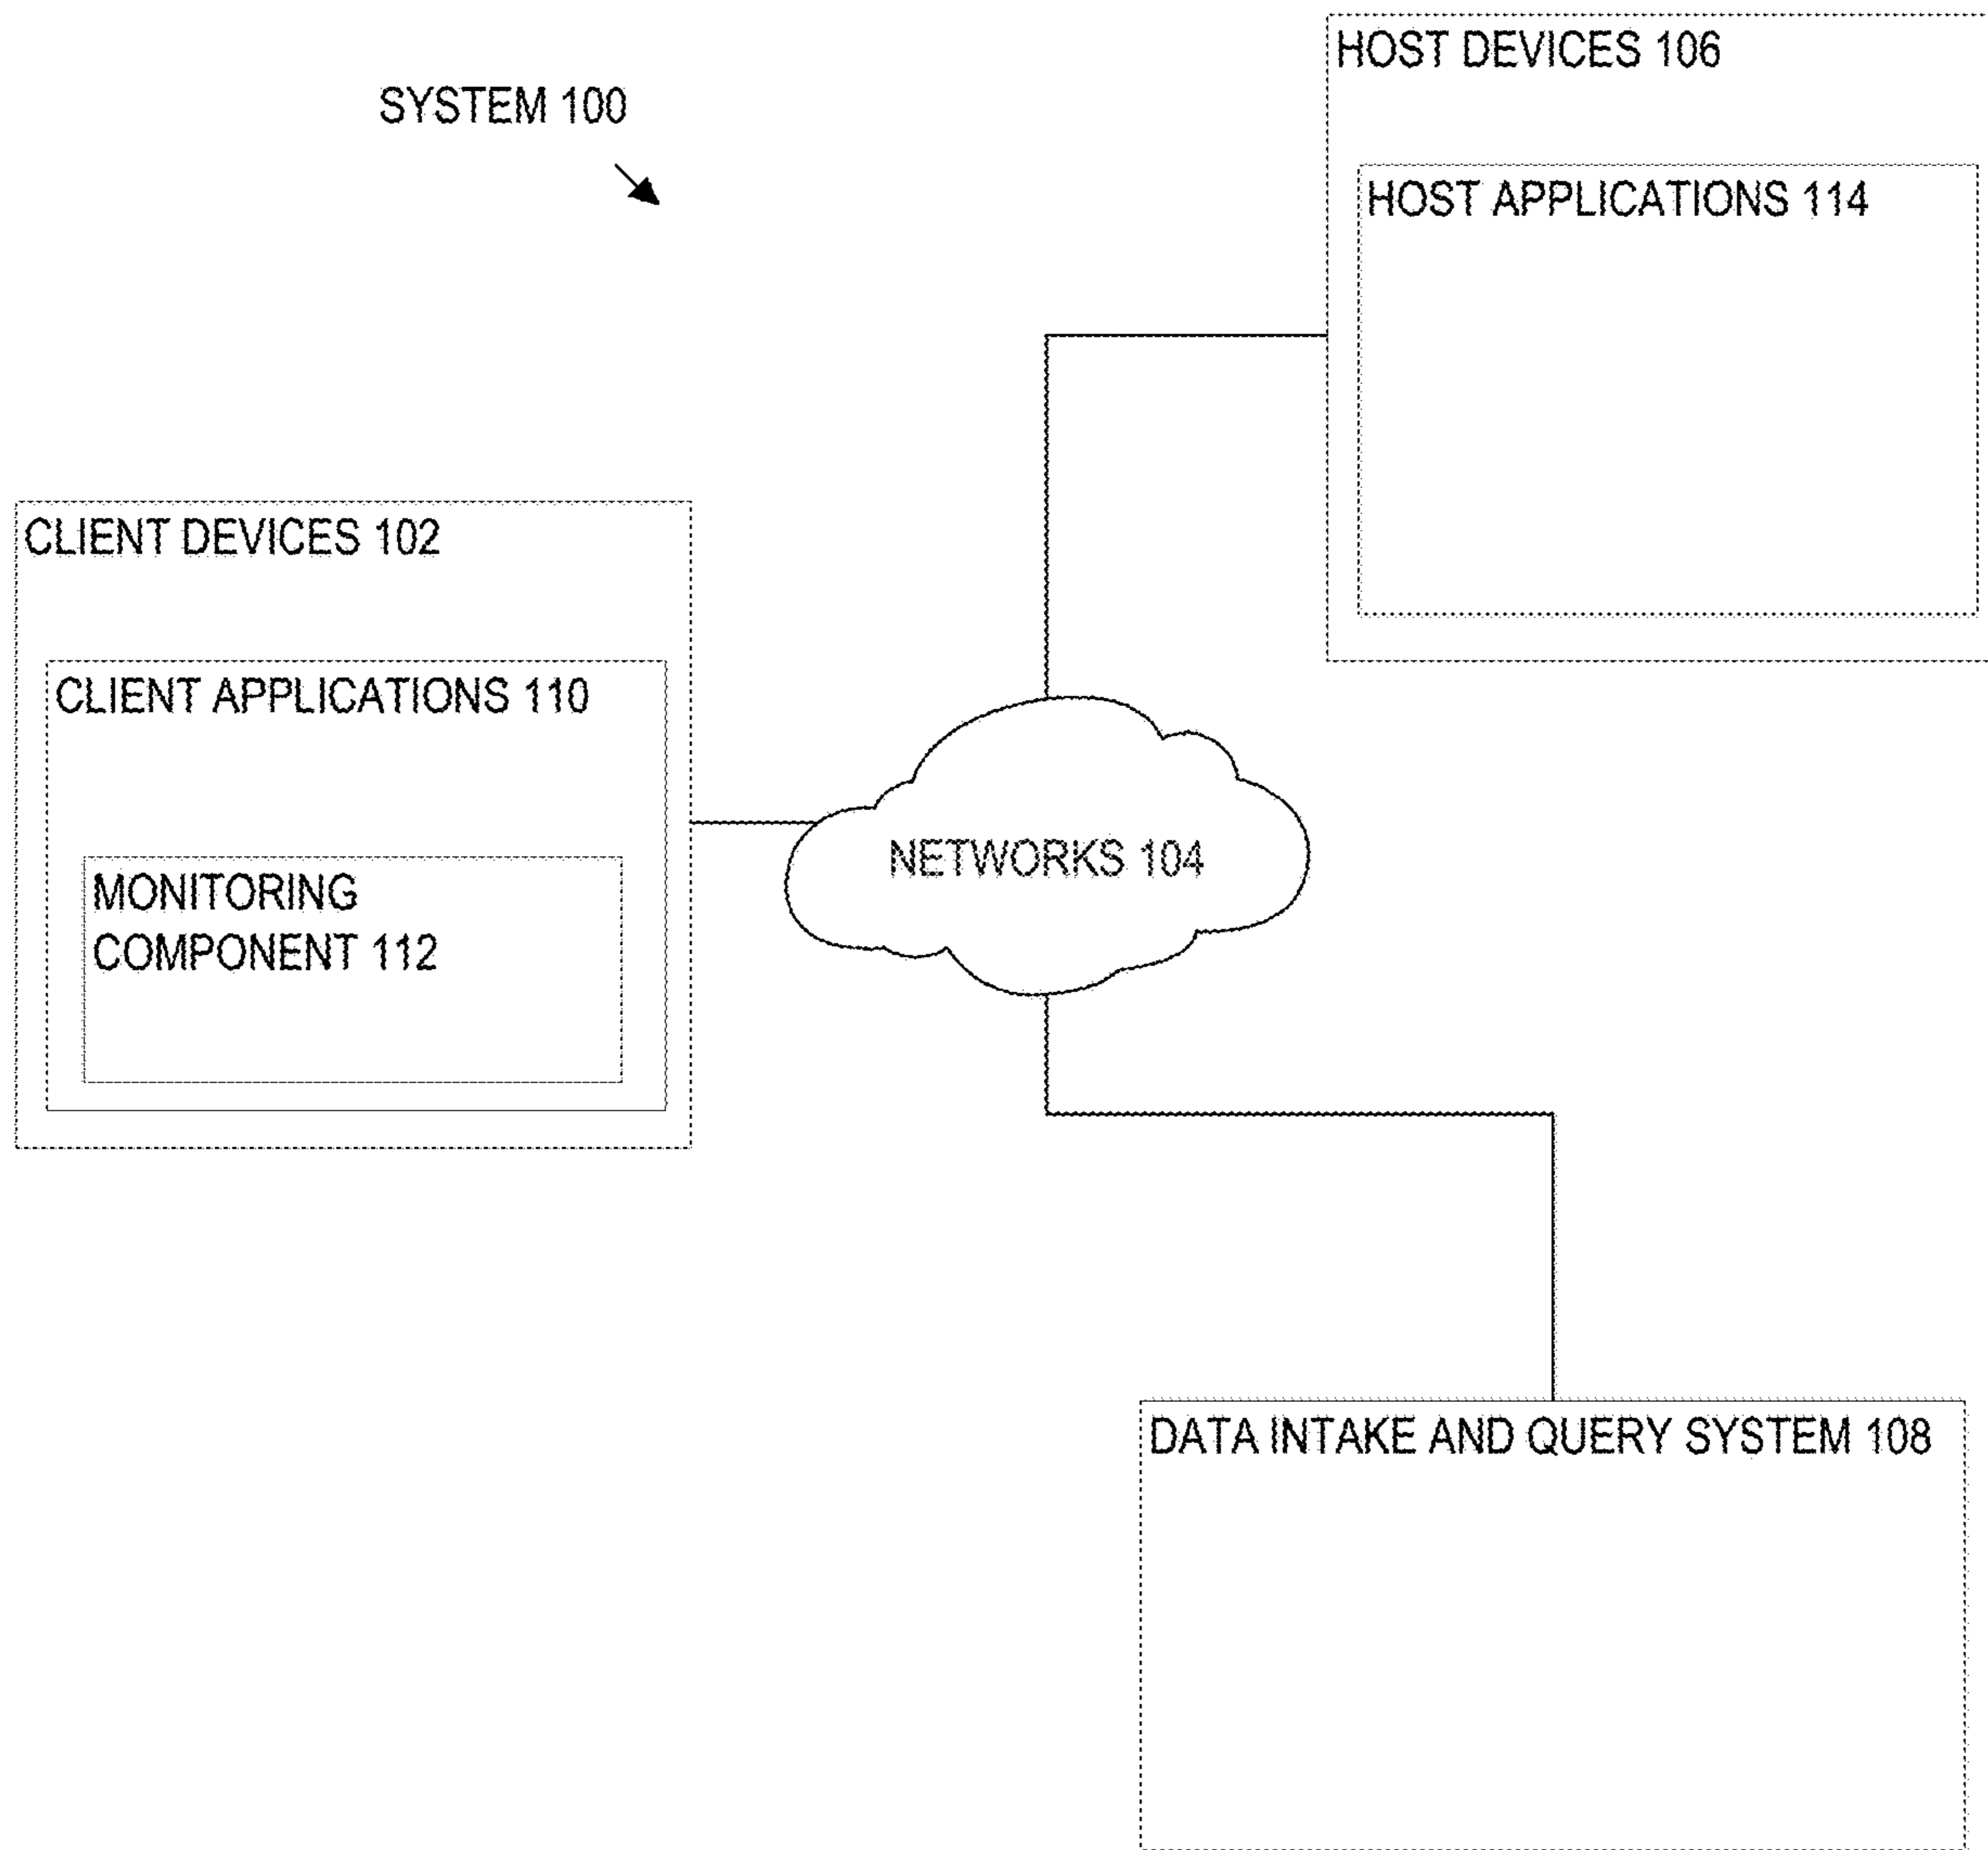 SYSTEM 100
HOST DEVICES 106
HOST APPLICATIONS 114
CLIENT DEVICES 102
CLIENT APPLICATIONS 110
MONITORING
COMPONENT 112
NETWORKS 104
DATA INTAKE AND QUERY SYSTEM 108